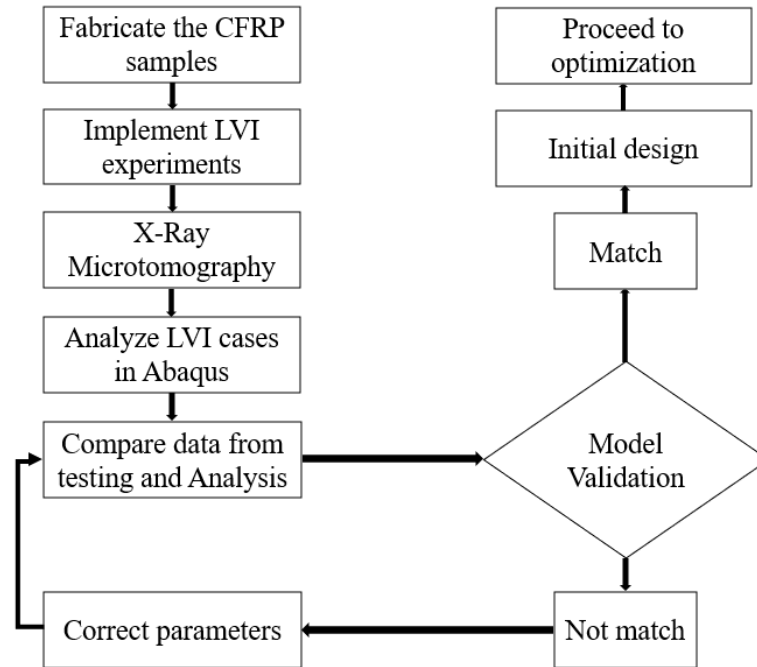 Fabricate the CFRP
samples
Implement LVI
experiments
X-Ray
Microtomography
Analyze LVI cases
in Abaqus
Compare data from
testing and Analysis
Model
Validation
Match
Initial design
Proceed to
optimization
Not match
Correct parameters